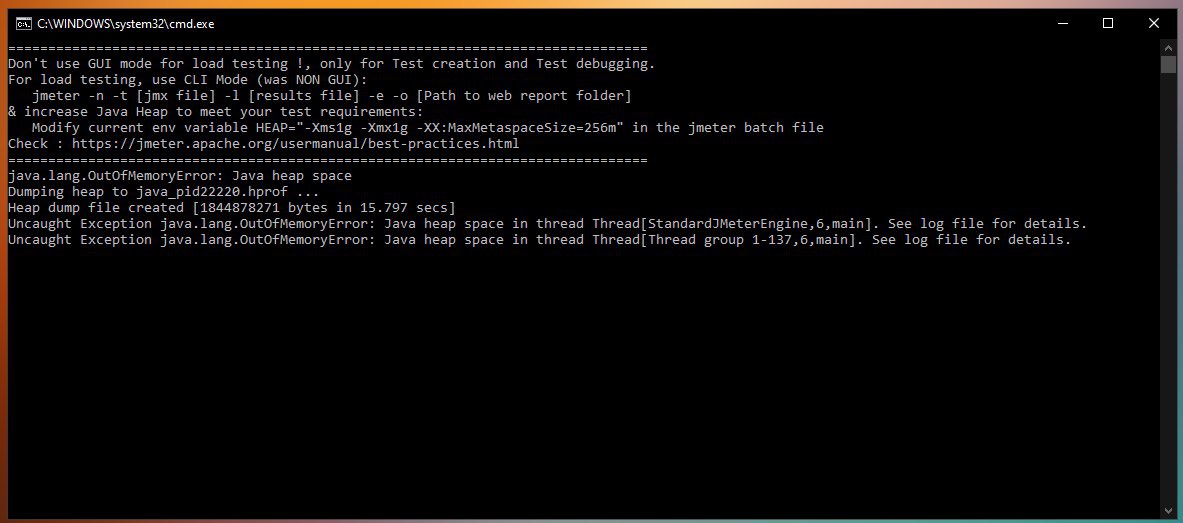 C:\WINDOWS\system32\cmd.exe
================================================================================
Don't use GUI mode for load testing !, only for Test creation and Test debugging.
For load testing, use CLI Mode (was NON GUI):
   jmeter -n -t [jmx file] -l [results file] -e -o [Path to web report folder]
& increase Java Heap to meet your test requirements:
   Modify current env variable HEAP="-Xms1g -Xmx1g -XX:MaxMetaspaceSize=256m" in the jmeter batch file
Check : https://jmeter.apache.org/usermanual/best-practices.html
================================================================================
java.lang.OutOfMemoryError: Java heap space
Dumping heap to java_pid22220.hprof ...
Heap dump file created [1844878271 bytes in 15.797 secs]
Uncaught Exception java.lang.OutOfMemoryError: Java heap space in thread Thread[StandardJMeterEngine,6,main]. See log file for details.
Uncaught Exception java.lang.OutOfMemoryError: Java heap space in thread Thread[Thread group 1-137,6,main]. See log file for details.